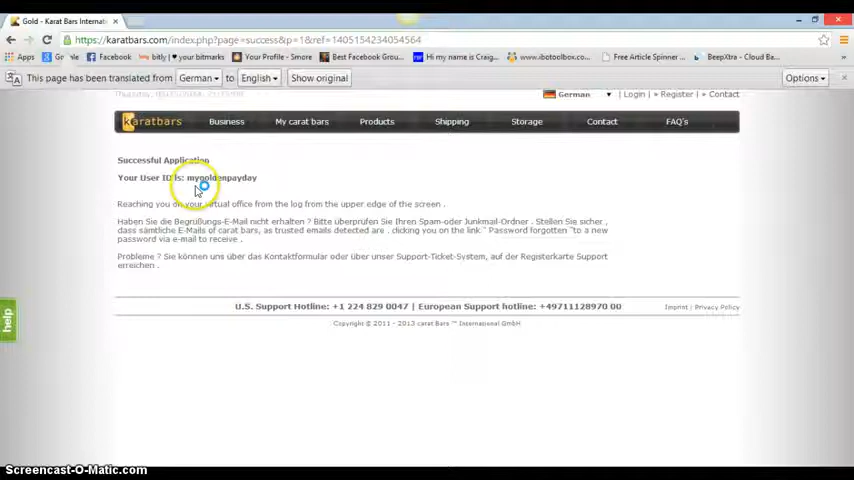 Gold - Karat Bars Internati
https://karatbars.com/index.php?page=success&p=1&ref=1405154234054564
Apps Facebook bitly | ♥ your bitmarks Your Profile - Smore Best Facebook Grou... Hi my name is Craig... www.ibotoolbox.co... Free Article Spinner ... BeepXtra - Cloud Ba...
This page has been translated from German to English Show original Options
German | Login | » Register | » Contact
karatbars Business My carat bars Products Shipping Storage Contact FAQ's
Successful Application
Your User ID is: mygoldenpayday
Reaching you on your virtual office from the log from the upper edge of the screen .
Haben Sie die Begrüßungs-E-Mail nicht erhalten ? Bitte überprüfen Sie Ihren Spam-oder Junkmail-Ordner . Stellen Sie sicher ,
dass sämtliche E-Mails of carat bars, as trusted emails detected are . clicking you on the link " Password forgotten "to a new
password via e-mail to receive .
Probleme ? Sie können uns über das Kontaktformular oder über unser Support-Ticket-System, auf der Registerkarte Support
erreichen .
U.S. Support Hotline: +1 224 829 0047 | European Support hotline: +49711128970 00
Imprint | Privacy Policy
Copyright © 2011 - 2013 carat Bars ™ International GmbH
help
Screencast-O-Matic.com